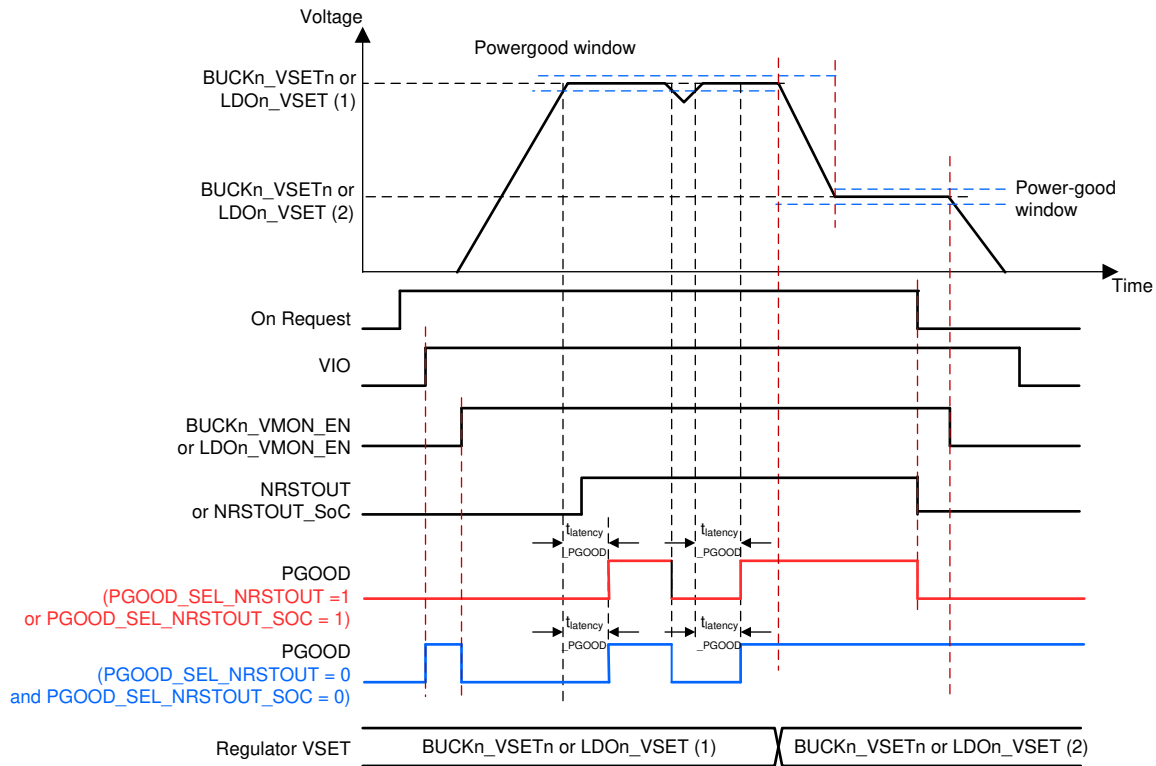 Voltage
Powergood window
BUCKn_VSETn or
LDOn_VSET (1)
BUCKn_VSETn or
LDOn_VSET (2)
Power-good
window
Time
On Request
VIO
BUCKn_VMON_EN
or LDOn_VMON_EN
NRSTOUT
or NRSTOUT_SoC
tlatency
_PGOOD
tlatency
_PGOOD
PGOOD
(PGOOD_SEL_NRSTOUT =1
or PGOOD_SEL_NRSTOUT_SOC = 1)
tlatency
_PGOOD
tlatency
_PGOOD
PGOOD
(PGOOD_SEL_NRSTOUT = 0
and PGOOD_SEL_NRSTOUT_SOC = 0)
Regulator VSET
BUCKn_VSETn or LDOn_VSET (1)
BUCKn_VSETn or LDOn_VSET (2)